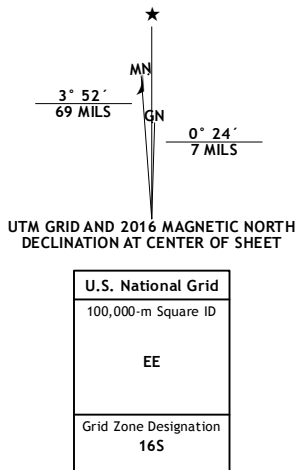 ★
MN
GN
3° 52´
69 MILS
0° 24´
7 MILS
UTM GRID AND 2016 MAGNETIC NORTH
DECLINATION AT CENTER OF SHEET
U.S. National Grid
100,000-m Square ID
EE
Grid Zone Designation
16S